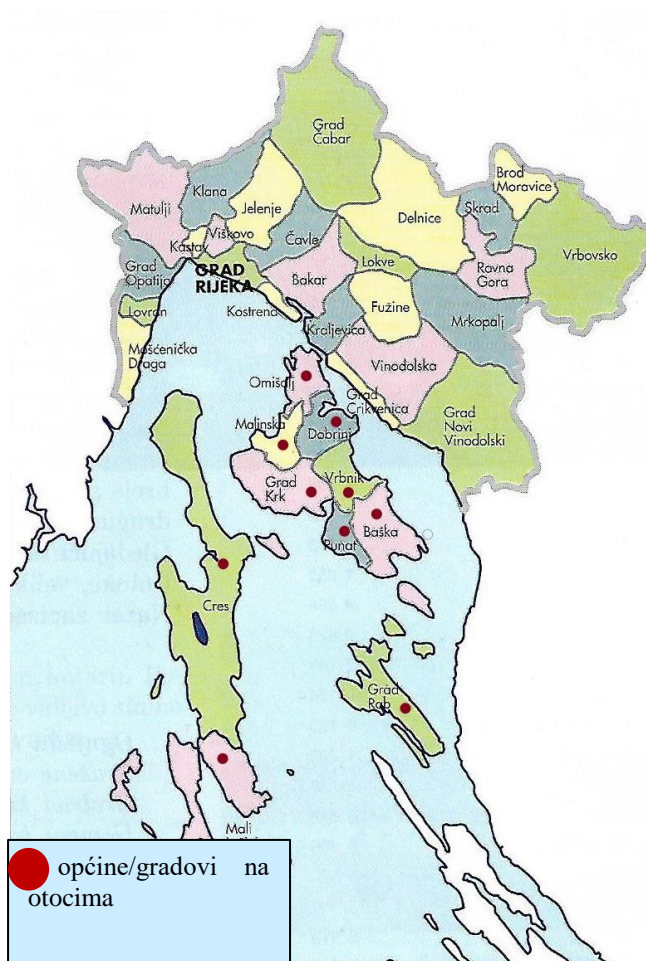 Grad
Čabar
Brod
Moravice
Klana
Matulji
Jelenje
Delnice
Skrad
Viškovo
Čavle
Kastav
Lokve
Vrbovsko
Grad
Opatija
GRAD
RIJEKA
Bakar
Ravna
Gora
Lovran
Kostrena
Fužine
Kraljevica
Mrkopalj
Mošćenička
Draga
Vinodolska
Omišalj
Grad
Crikvenica
Malinska
Dobrinj
Grad
Novi
Vinodolski
Grad
Krk
Vrbnik
Baška
Punat
Cres
Grad
Rab
Mali
općine/gradovi na
otocima